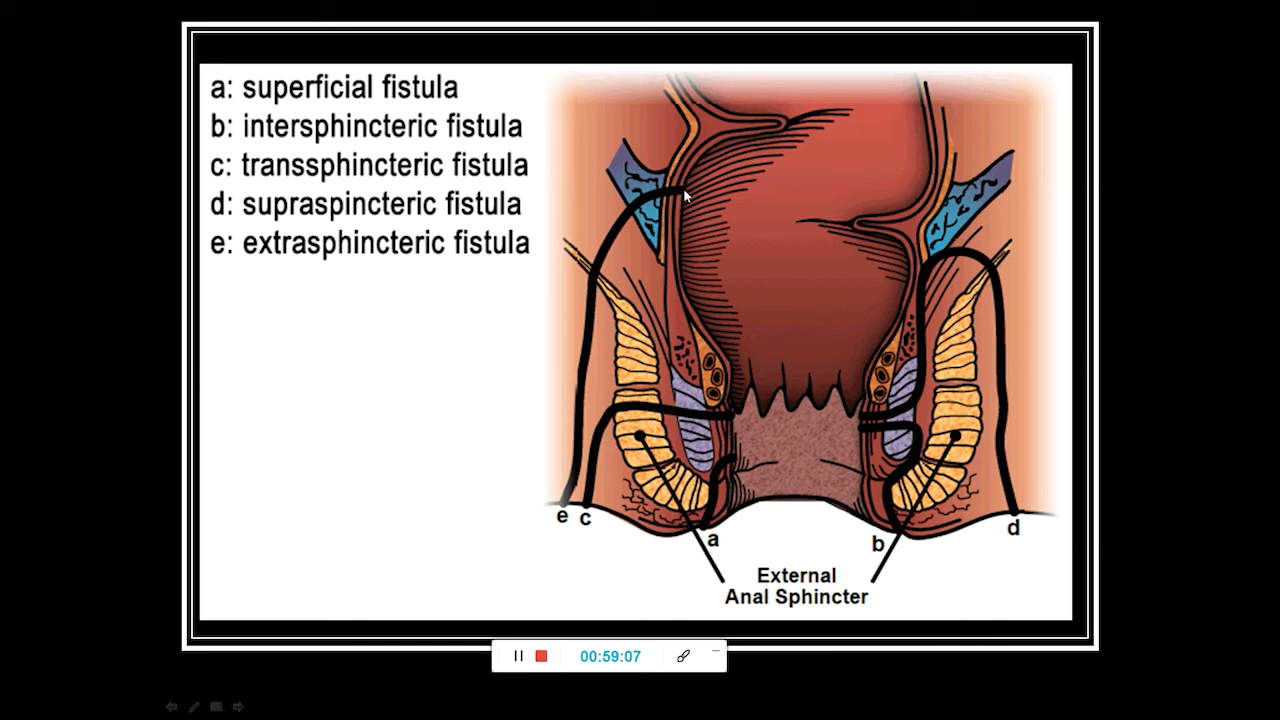 a: superficial fistula
b: intersphincteric fistula
c: transsphincteric fistula
d: supraspincteric fistula
e: extrasphincteric fistula
e c
a
b
d
External
Anal Sphincter
00:59:07